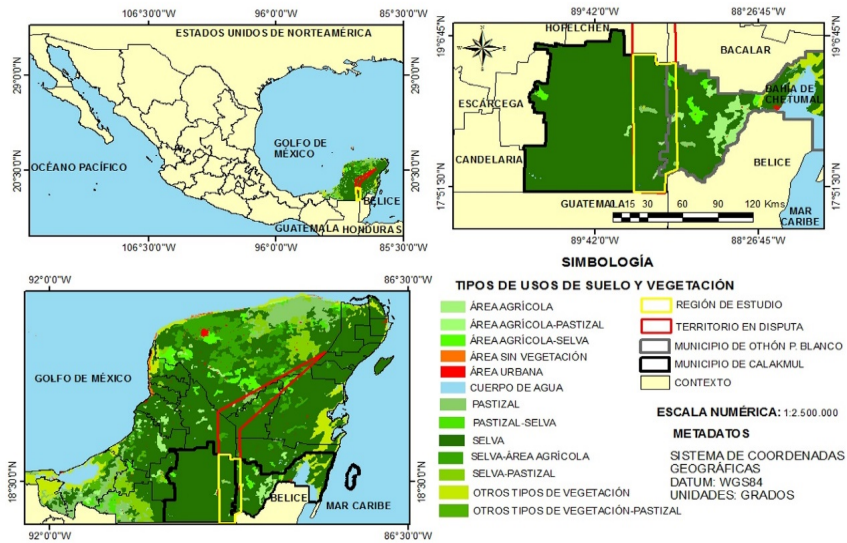 106°3'0"W
96°0'0"W
85°30'0"W
ESTADOS UNIDOS DE NORTEAMÉRICA
29°0'0"N
29°0'0"N
GOLFO DE
MÉXICO
OCÉANO PACÍFICO
20°30'0"N
20°30'0"N
BELICE
GUATEMALA
HONDURAS
106°3'0"W
96°0'0"W
85°30'0"W
89°42'0"W
88°26'45"W
19°6'45"N
19°6'45"N
HOPELCHEN
BACALAR
N
W
E
S
ESCÁRCEGA
BAHÍA DE
CHETUMAL
CANDELARIA
BELICE
17°51'30"N
17°51'30"N
GUATEMALA
0 15 30 60 90 120 Kms
MAR
CARIBE
89°42'0"W
88°26'45"W
92°0'0"W
86°30'0"W
GOLFO DE MÉXICO
18°30'0"N
18°30'0"N
BELICE
MAR CARIBE
92°0'0"W
86°30'0"W
SIMBOLOGÍA
TIPOS DE USOS DE SUELO Y VEGETACIÓN
ÁREA AGRÍCOLA
ÁREA AGRÍCOLA-PASTIZAL
ÁREA AGRÍCOLA-SELVA
ÁREA SIN VEGETACIÓN
ÁREA URBANA
CUERPO DE AGUA
PASTIZAL
PASTIZAL-SELVA
SELVA
SELVA-ÁREA AGRÍCOLA
SELVA-PASTIZAL
OTROS TIPOS DE VEGETACIÓN
OTROS TIPOS DE VEGETACIÓN-PASTIZAL
REGIÓN DE ESTUDIO
TERRITORIO EN DISPUTA
MUNICIPIO DE OTHÓN P. BLANCO
MUNICIPIO DE CALAKMUL
CONTEXTO
ESCALA NUMÉRICA: 1:2.500.000
METADATOS
SISTEMA DE COORDENADAS
GEOGRÁFICAS
DATUM: WGS84
UNIDADES: GRADOS